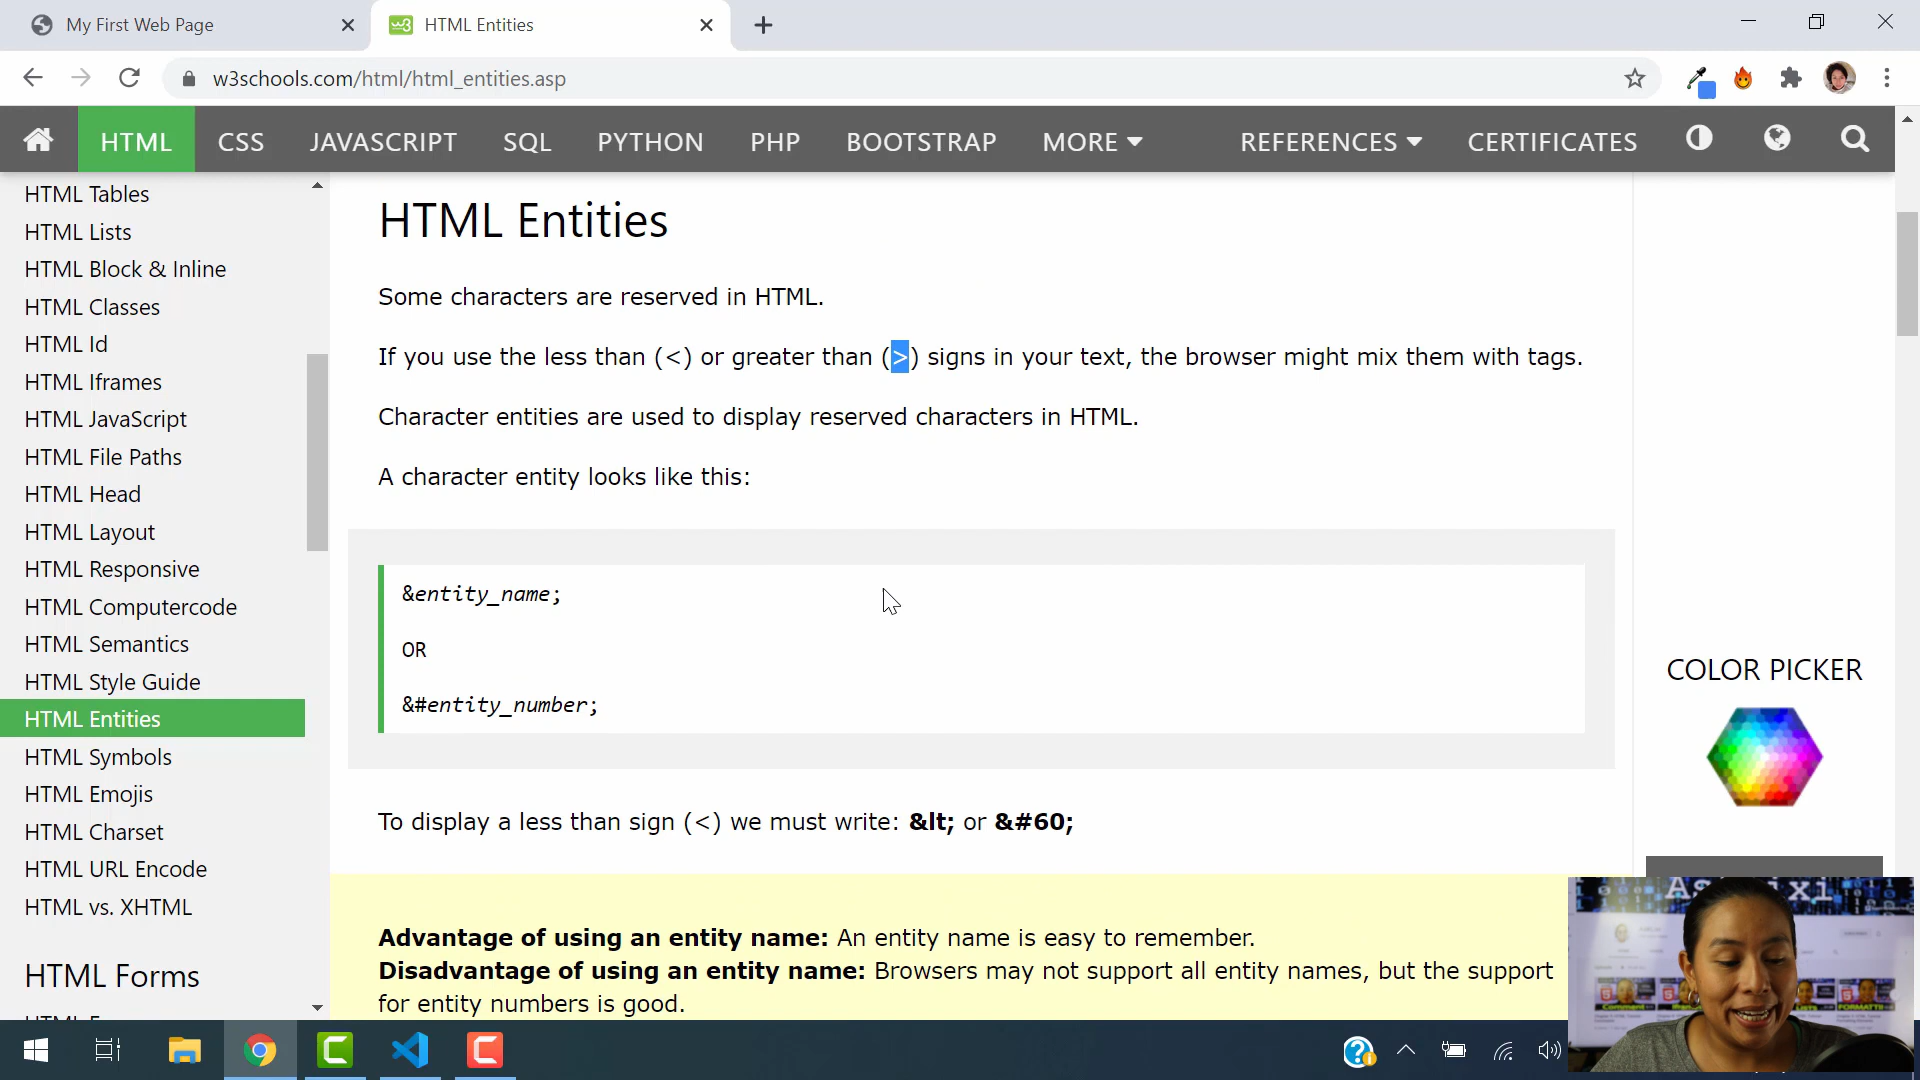 My First Web Page
HTML Entities
w3schools.com/html/html_entities.asp
HTML
CSS
JAVASCRIPT
SQL
PYTHON
PHP
BOOTSTRAP
MORE
REFERENCES
CERTIFICATES
HTML Tables
HTML Lists
HTML Block & Inline
HTML Classes
HTML Id
HTML Iframes
HTML JavaScript
HTML File Paths
HTML Head
HTML Layout
HTML Responsive
HTML Computercode
HTML Semantics
HTML Style Guide
HTML Entities
HTML Symbols
HTML Emojis
HTML Charset
HTML URL Encode
HTML vs. XHTML
HTML Forms
HTML Entities
Some characters are reserved in HTML.
If you use the less than (<) or greater than (>) signs in your text, the browser might mix them with tags.
Character entities are used to display reserved characters in HTML.
A character entity looks like this:
&entity_name;
OR
&#entity_number;
To display a less than sign (<) we must write: &lt; or &#60;
Advantage of using an entity name: An entity name is easy to remember.
Disadvantage of using an entity name: Browsers may not support all entity names, but the support
for entity numbers is good.
COLOR PICKER